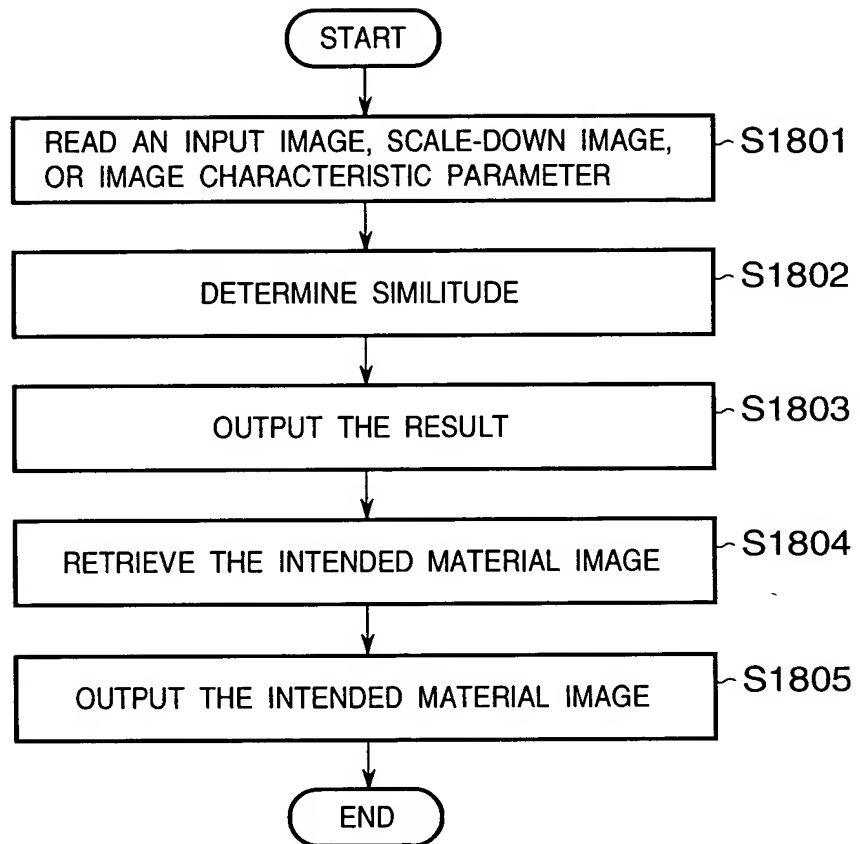 START
READ AN INPUT IMAGE, SCALE-DOWN IMAGE,
OR IMAGE CHARACTERISTIC PARAMETER
S1801
DETERMINE SIMILITUDE
S1802
OUTPUT THE RESULT
S1803
RETRIEVE THE INTENDED MATERIAL IMAGE
S1804
OUTPUT THE INTENDED MATERIAL IMAGE
S1805
END